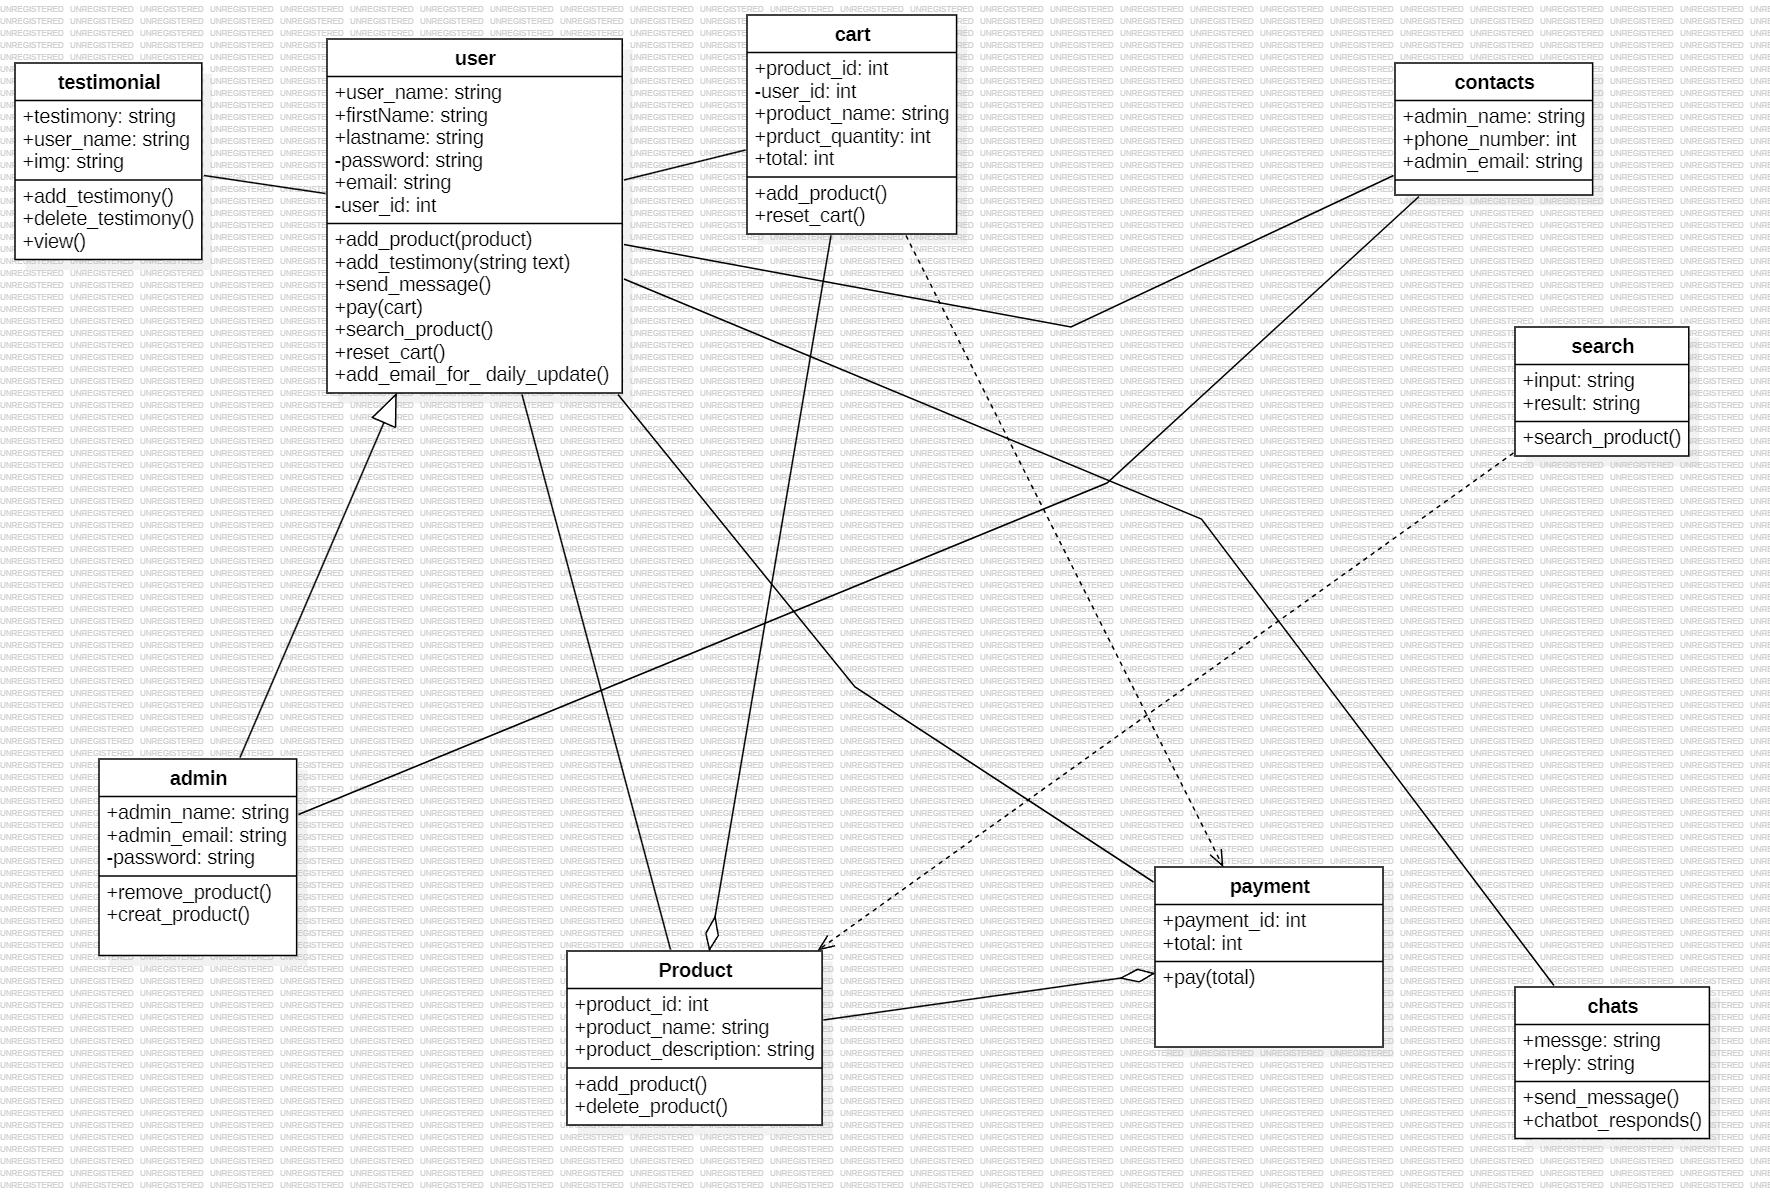 testimonial
+testimony: string
+user_name: string
+img: string
+add_testimony()
+delete_testimony()
+view()
user
+user_name: string
+firstName: string
+lastname: string
-password: string
+email: string
-user_id: int
+add_product(product)
+add_testimony(string text)
+send_message()
+pay(cart)
+search_product()
+reset_cart()
+add_email_for_ daily_update()
cart
+product_id: int
-user_id: int
+product_name: string
+prduct_quantity: int
+total: int
+add_product()
+reset_cart()
contacts
+admin_name: string
+phone_number: int
+admin_email: string
search
+input: string
+result: string
+search_product()
admin
+admin_name: string
+admin_email: string
-password: string
+remove_product()
+creat_product()
Product
+product_id: int
+product_name: string
+product_description: string
+add_product()
+delete_product()
payment
+payment_id: int
+total: int
+pay(total)
chats
+messge: string
+reply: string
+send_message()
+chatbot_responds()
UNREGISTERED